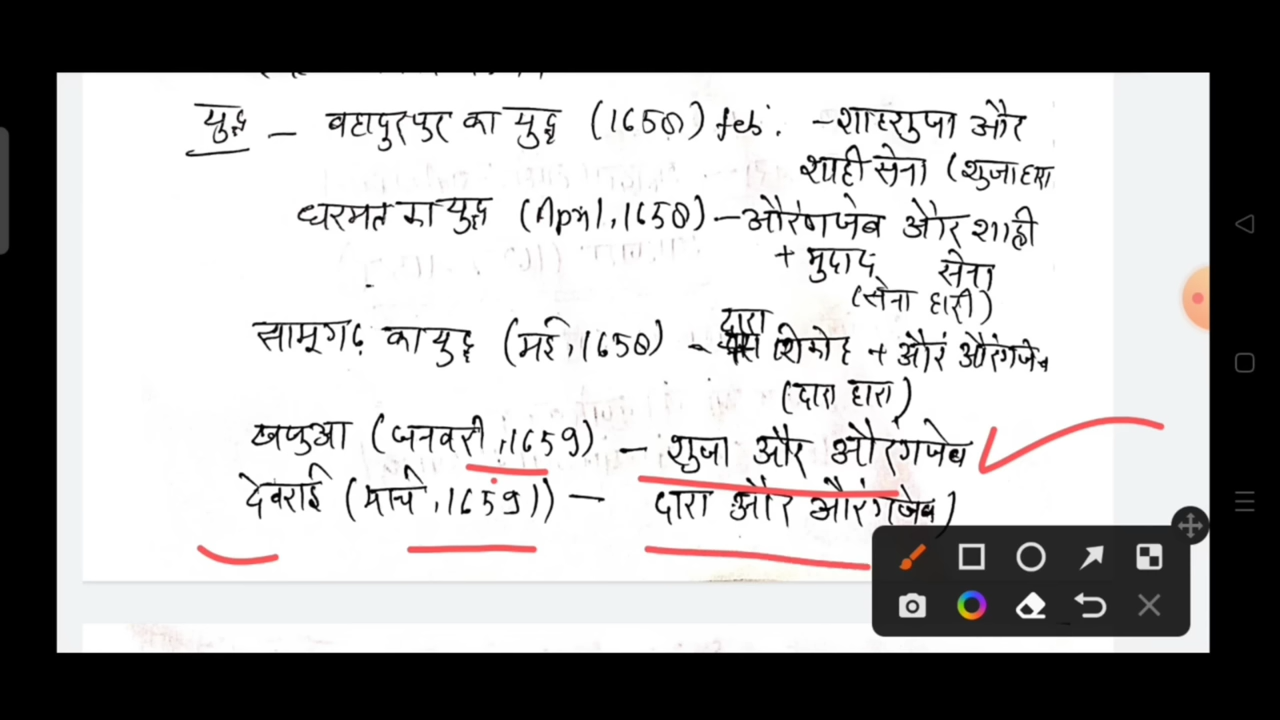 युद्ध – बहापुरपुर का युद्ध (1658) feb. – शाहशुजा और
शाही सेना (शुजा हारा
धरमत का युद्ध (April, 1658) – औरंगजेब और शाही
+ मुराद सेना
(सेना हारी)
सामूगढ़ का युद्ध (मई, 1658) – दारा शिकोह + और औरंगजेब
(दारा हारा)
खजुआ (जनवरी, 1659) – शुजा और औरंगजेब
देवराई (मार्च, 1659)) – दारा और औरंगजेब)